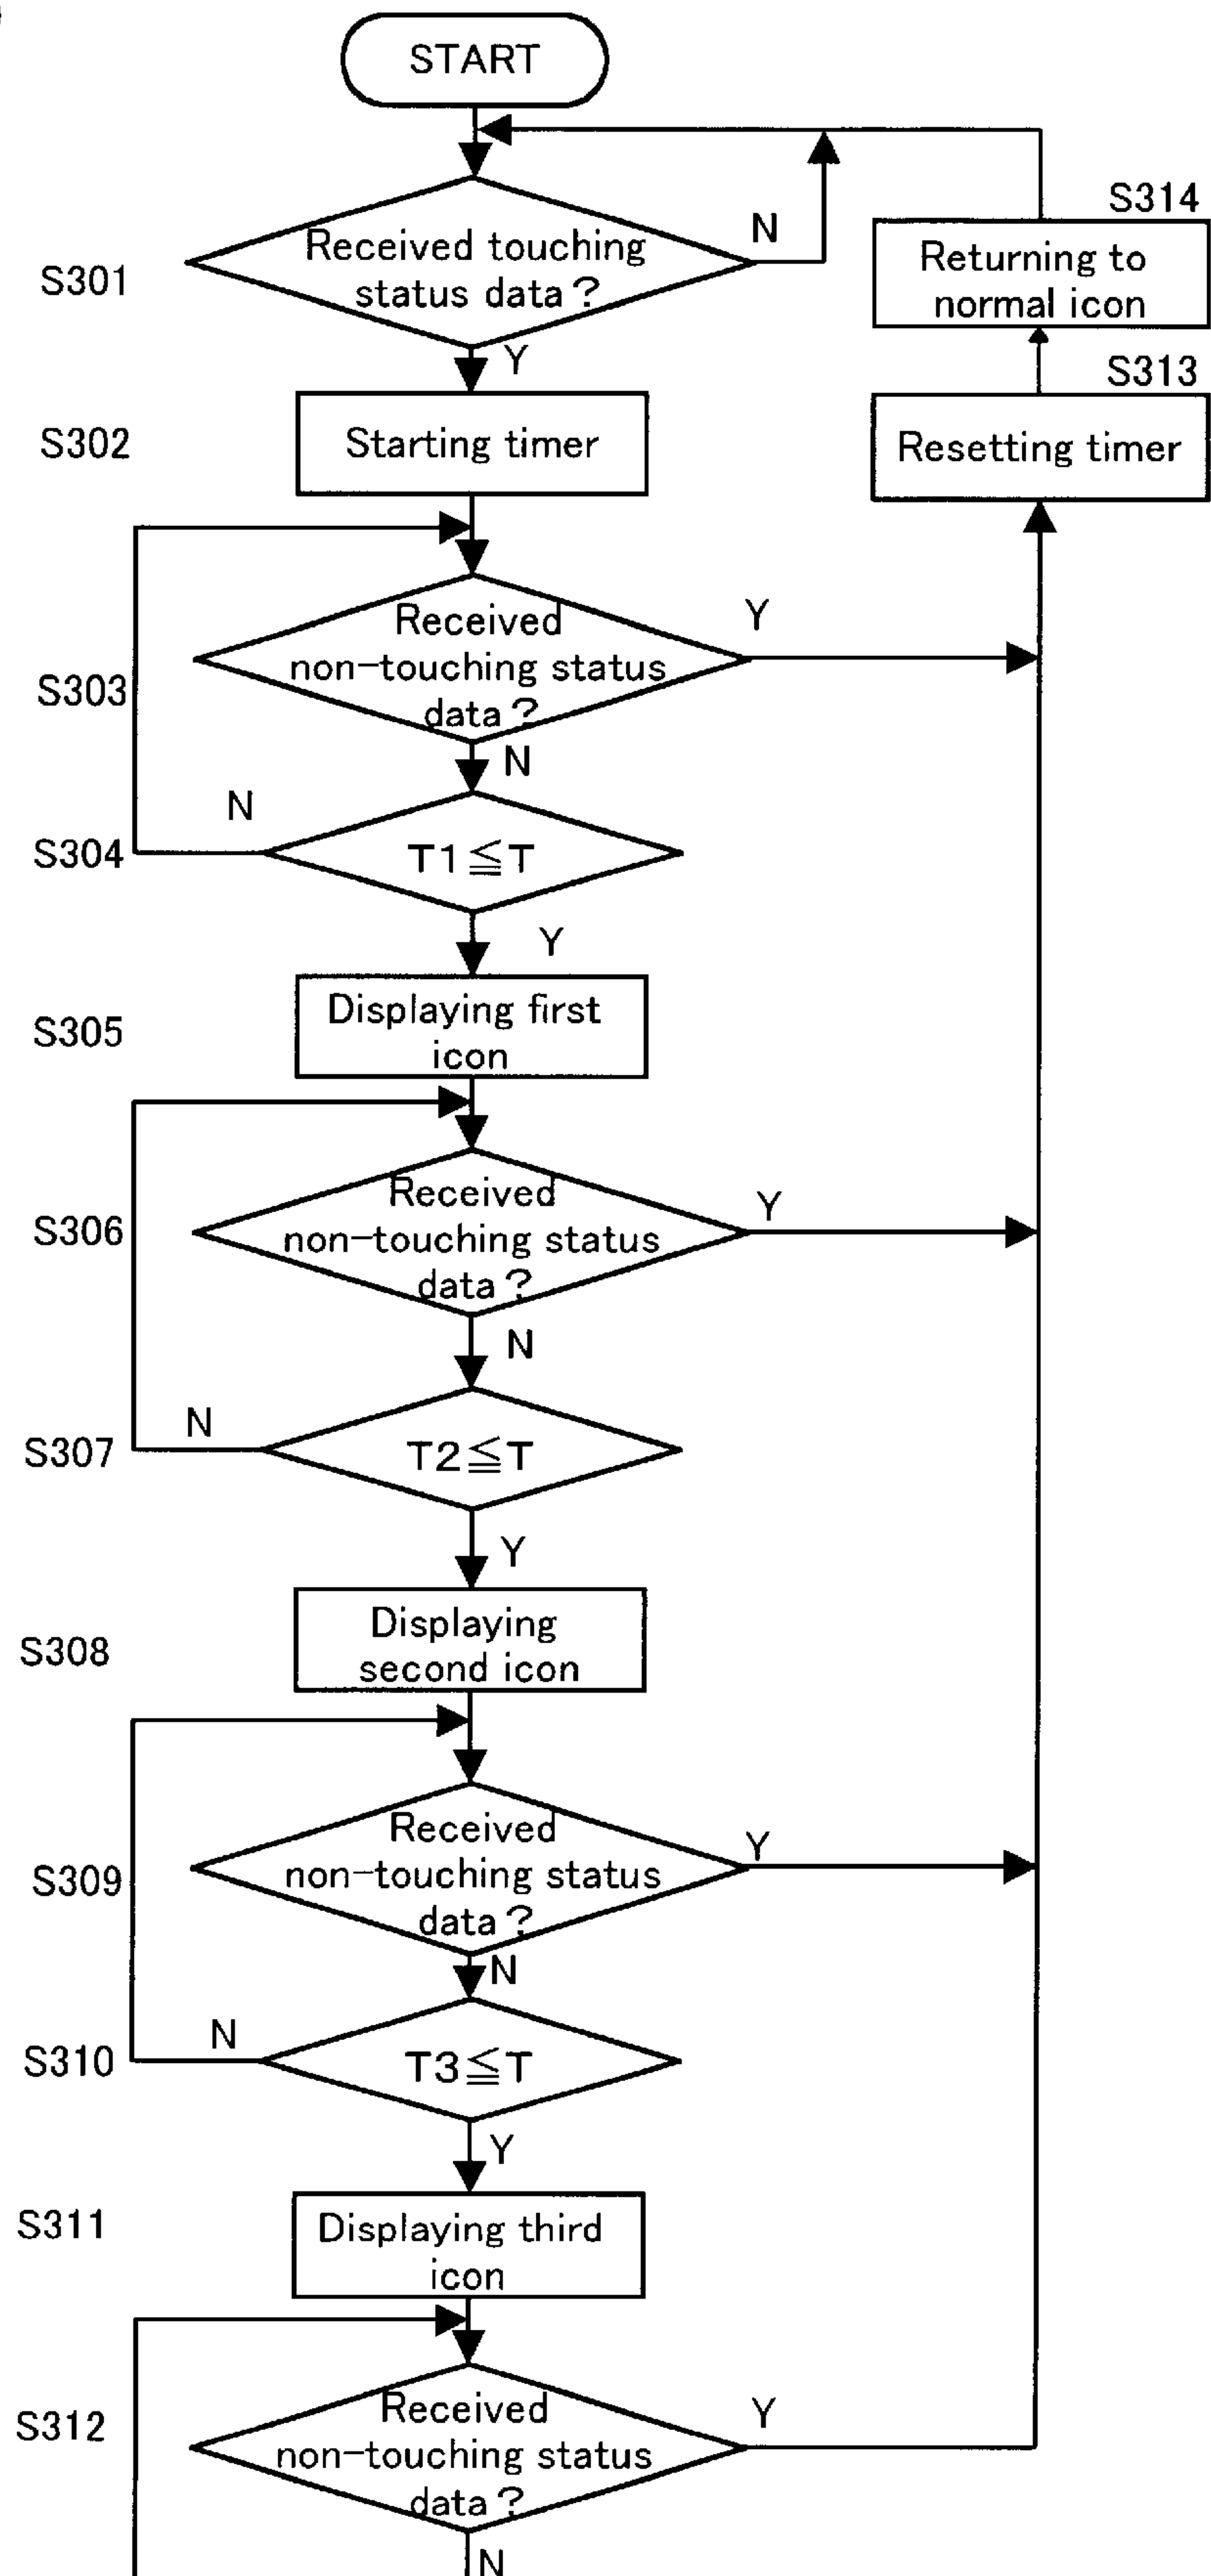 START
S301
Received touching
status data?
N
Y
S314
Returning to
normal icon
S313
Resetting timer
S302
Starting timer
S303
Received
non-touching status
data?
Y
N
S304
T1≦T
N
Y
S305
Displaying first
icon
S306
Received
non-touching status
data?
Y
N
S307
T2≦T
N
Y
S308
Displaying
second icon
S309
Received
non-touching status
data?
Y
N
S310
T3≦T
N
Y
S311
Displaying third
icon
S312
Received
non-touching status
data?
Y
N